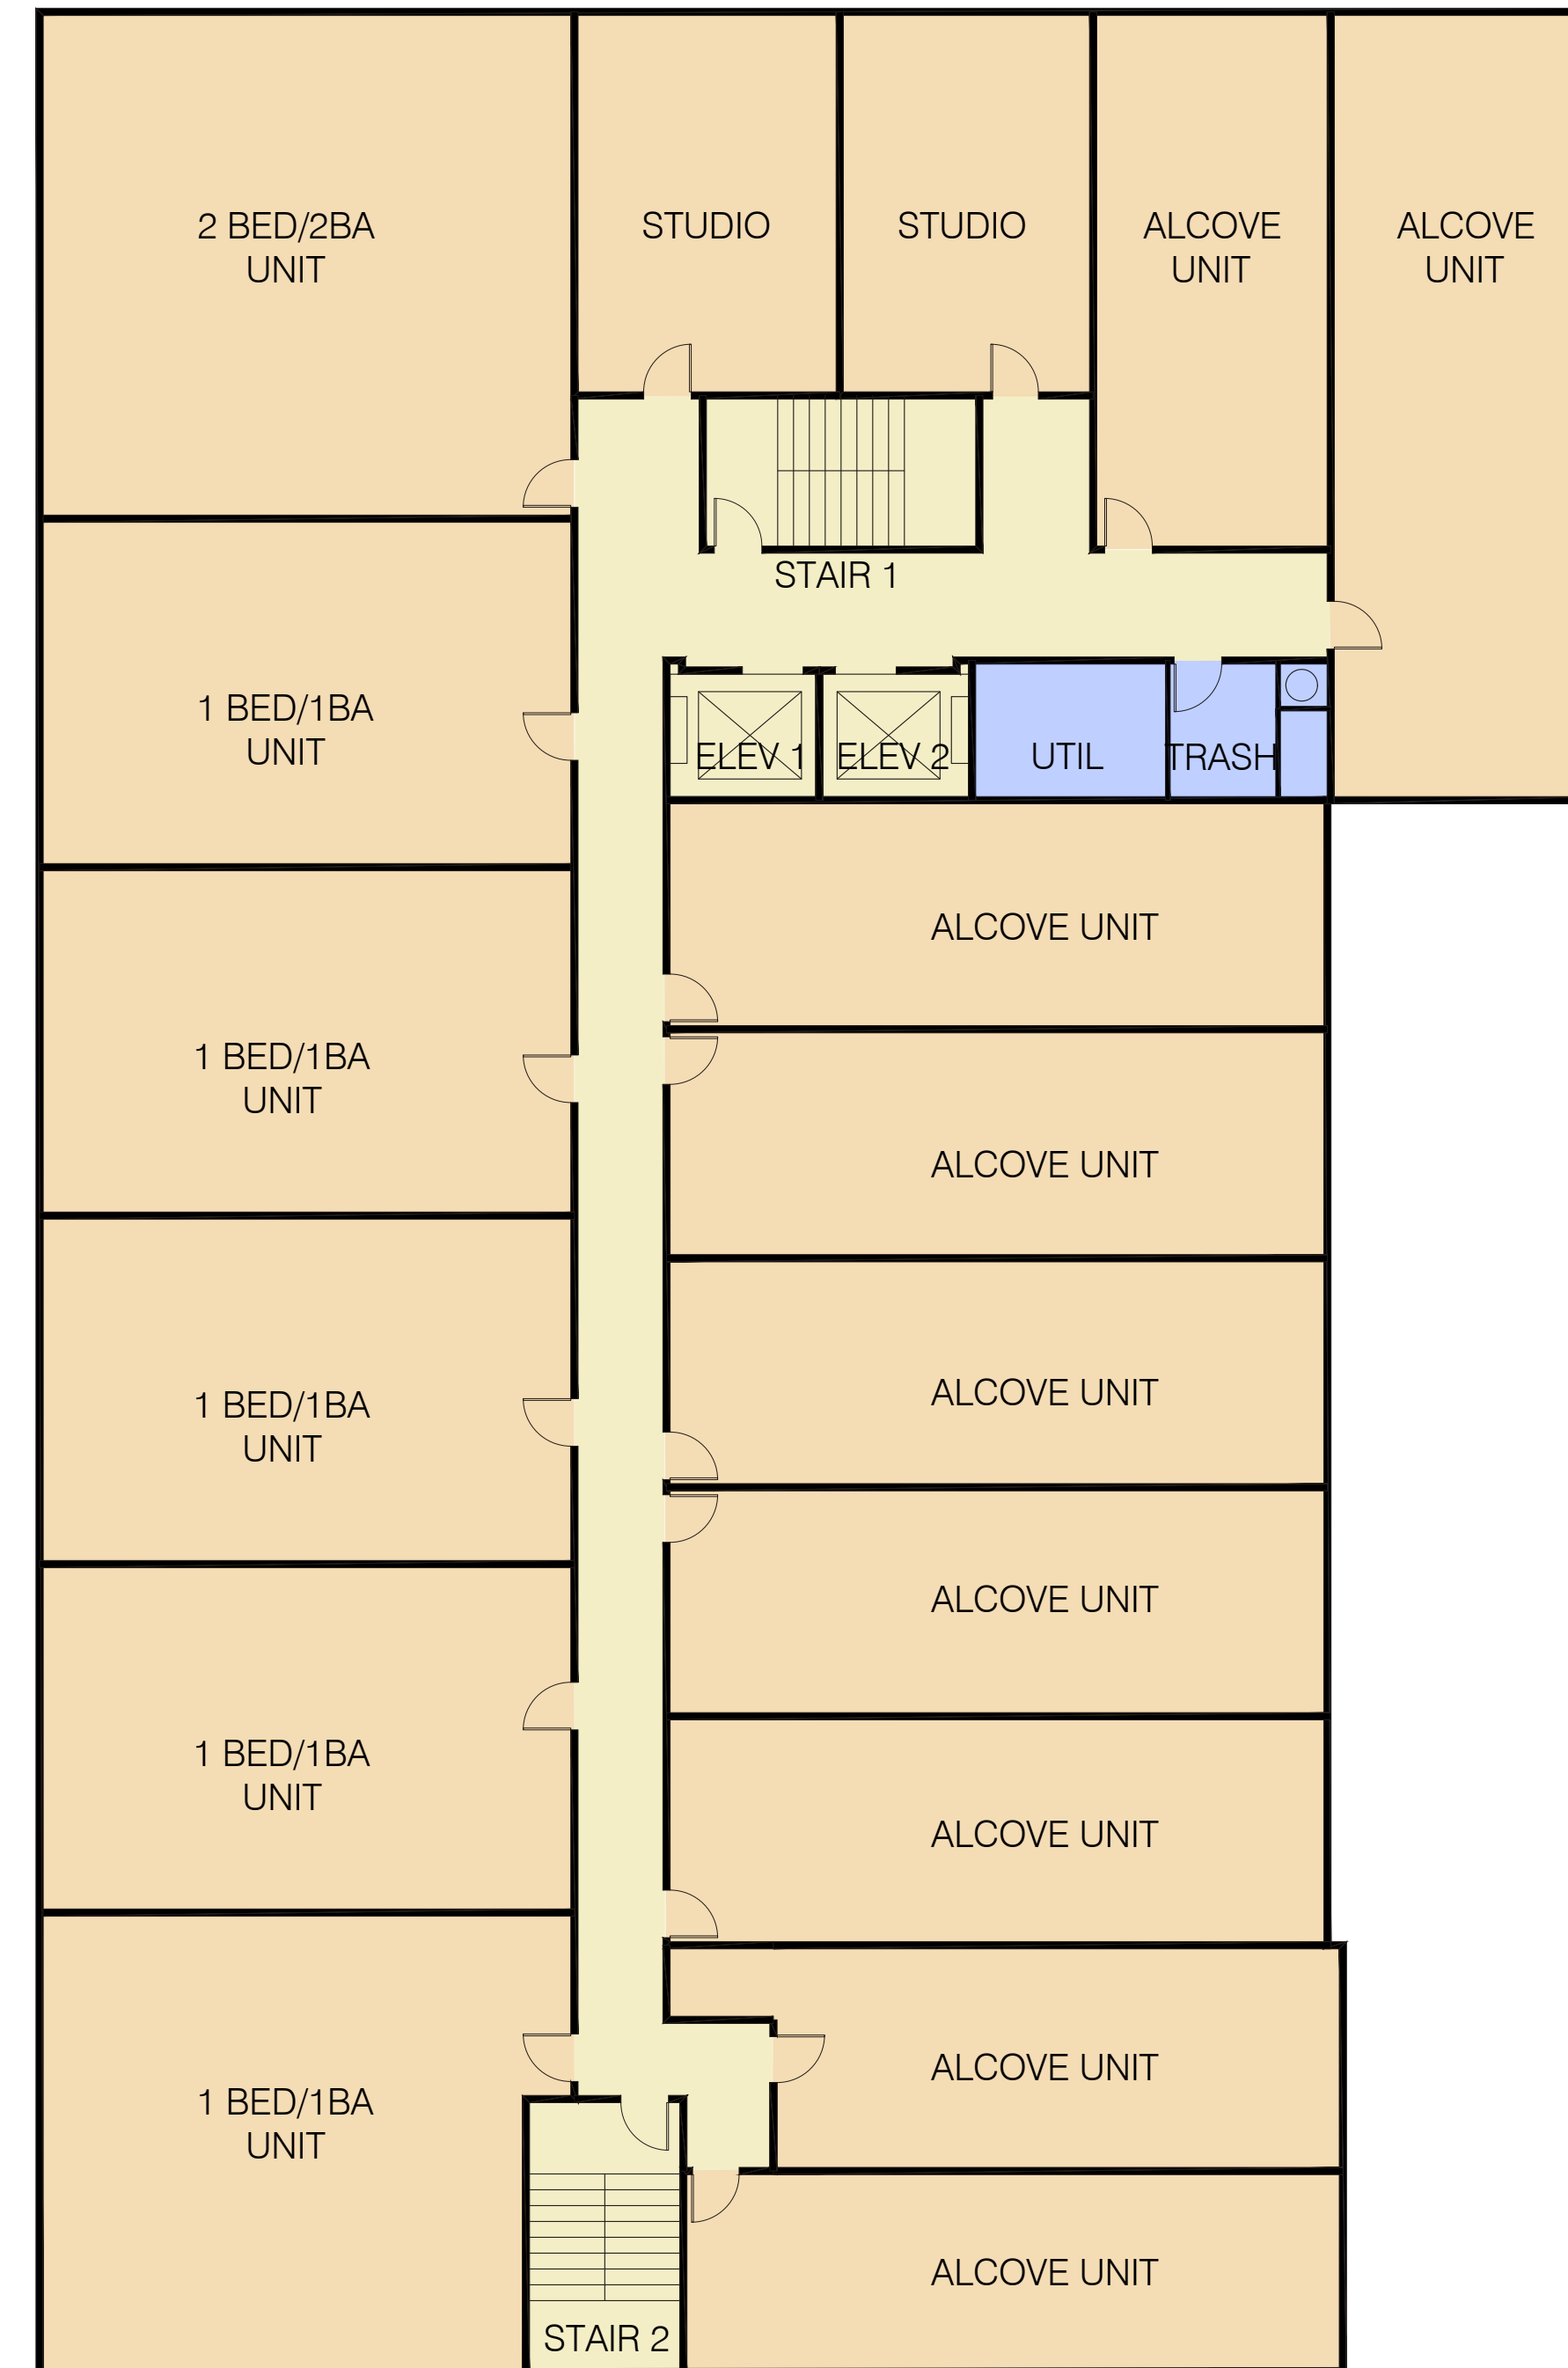 2 BED/2BA
UNIT
STUDIO
STUDIO
ALCOVE
UNIT
ALCOVE
UNIT
STAIR 1
1 BED/1BA
UNIT
ELEV 1
ELEV 2
UTIL
TRASH
ALCOVE UNIT
1 BED/1BA
UNIT
ALCOVE UNIT
1 BED/1BA
UNIT
ALCOVE UNIT
ALCOVE UNIT
1 BED/1BA
UNIT
ALCOVE UNIT
1 BED/1BA
UNIT
ALCOVE UNIT
ALCOVE UNIT
STAIR 2